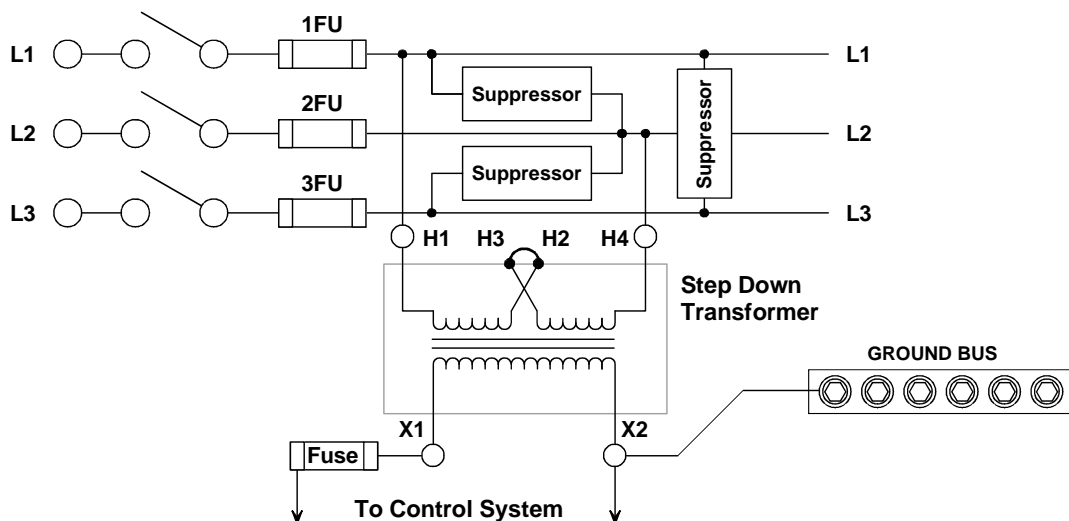 1FU
L1
L1
Suppressor
2FU
L2
L2
Suppressor
3FU
Suppressor
L3
L3
H1
H3
H2
H4
Step Down
Transformer
GROUND BUS
X1
X2
Fuse
To Control System